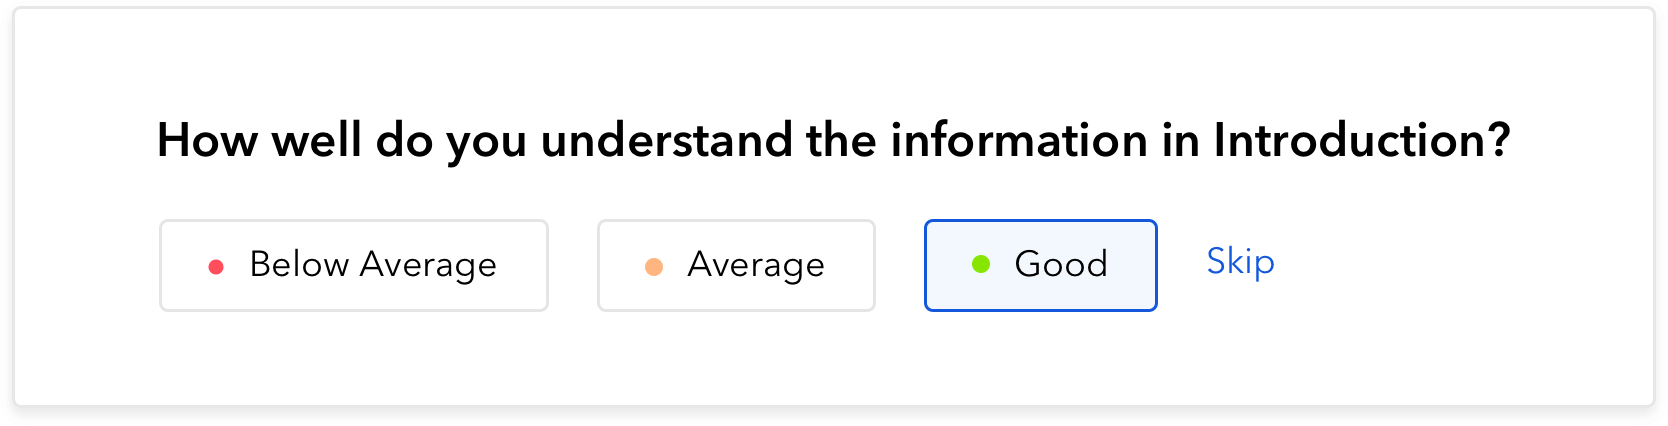 How well do you understand the information in Introduction?
Below Average Average Good Skip